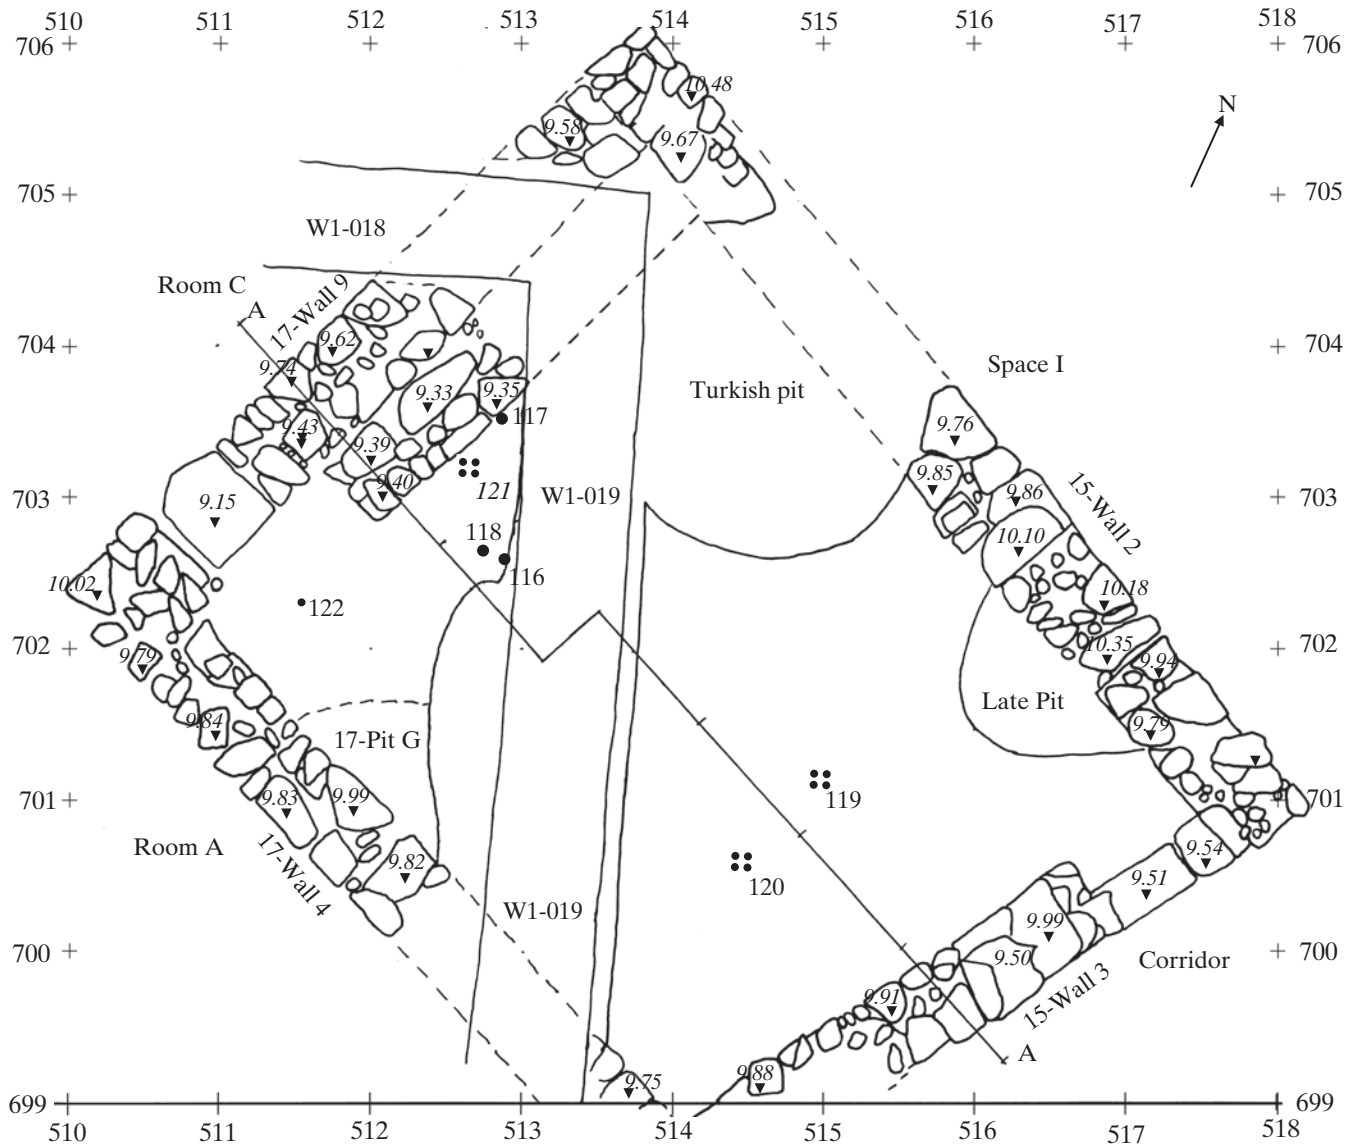 510 511 512 513 514 515 516 517 518
706 706
10.48
N
9.58 9.67
705 705
W1-018
Room C
A
17-Wall 9
9.62
704 704
9.74
Space I
9.33 9.35
Turkish pit
117
9.43 9.39
9.76
9.40
121
9.85
703 W1-019 703
9.15
9.86
15-Wall 2
118
10.10
116
10.02
122
10.18
702 702
9.79
10.35 9.94
Late Pit
9.84
17-Pit G
9.79
9.83 9.99
701 119 701
Room A
17-Wall 4
9.82
120
9.54
9.51
W1-019
9.99
700 9.50 700
Corridor
15-Wall 3
9.91
A
9.75 9.88
699 699
510 511 512 513 514 515 516 517 518